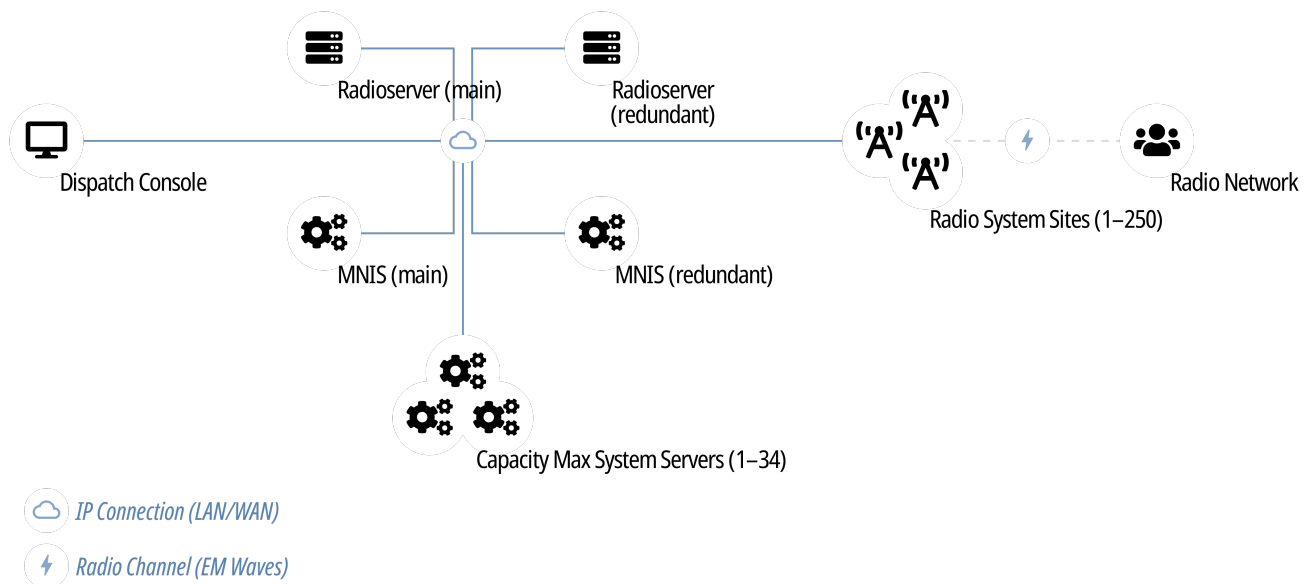 Radioserver (main)
Radioserver
(redundant)
Dispatch Console
Radio Network
Radio System Sites (1–250)
MNIS (main)
MNIS (redundant)
Capacity Max System Servers (1–34)
IP Connection (LAN/WAN)
Radio Channel (EM Waves)